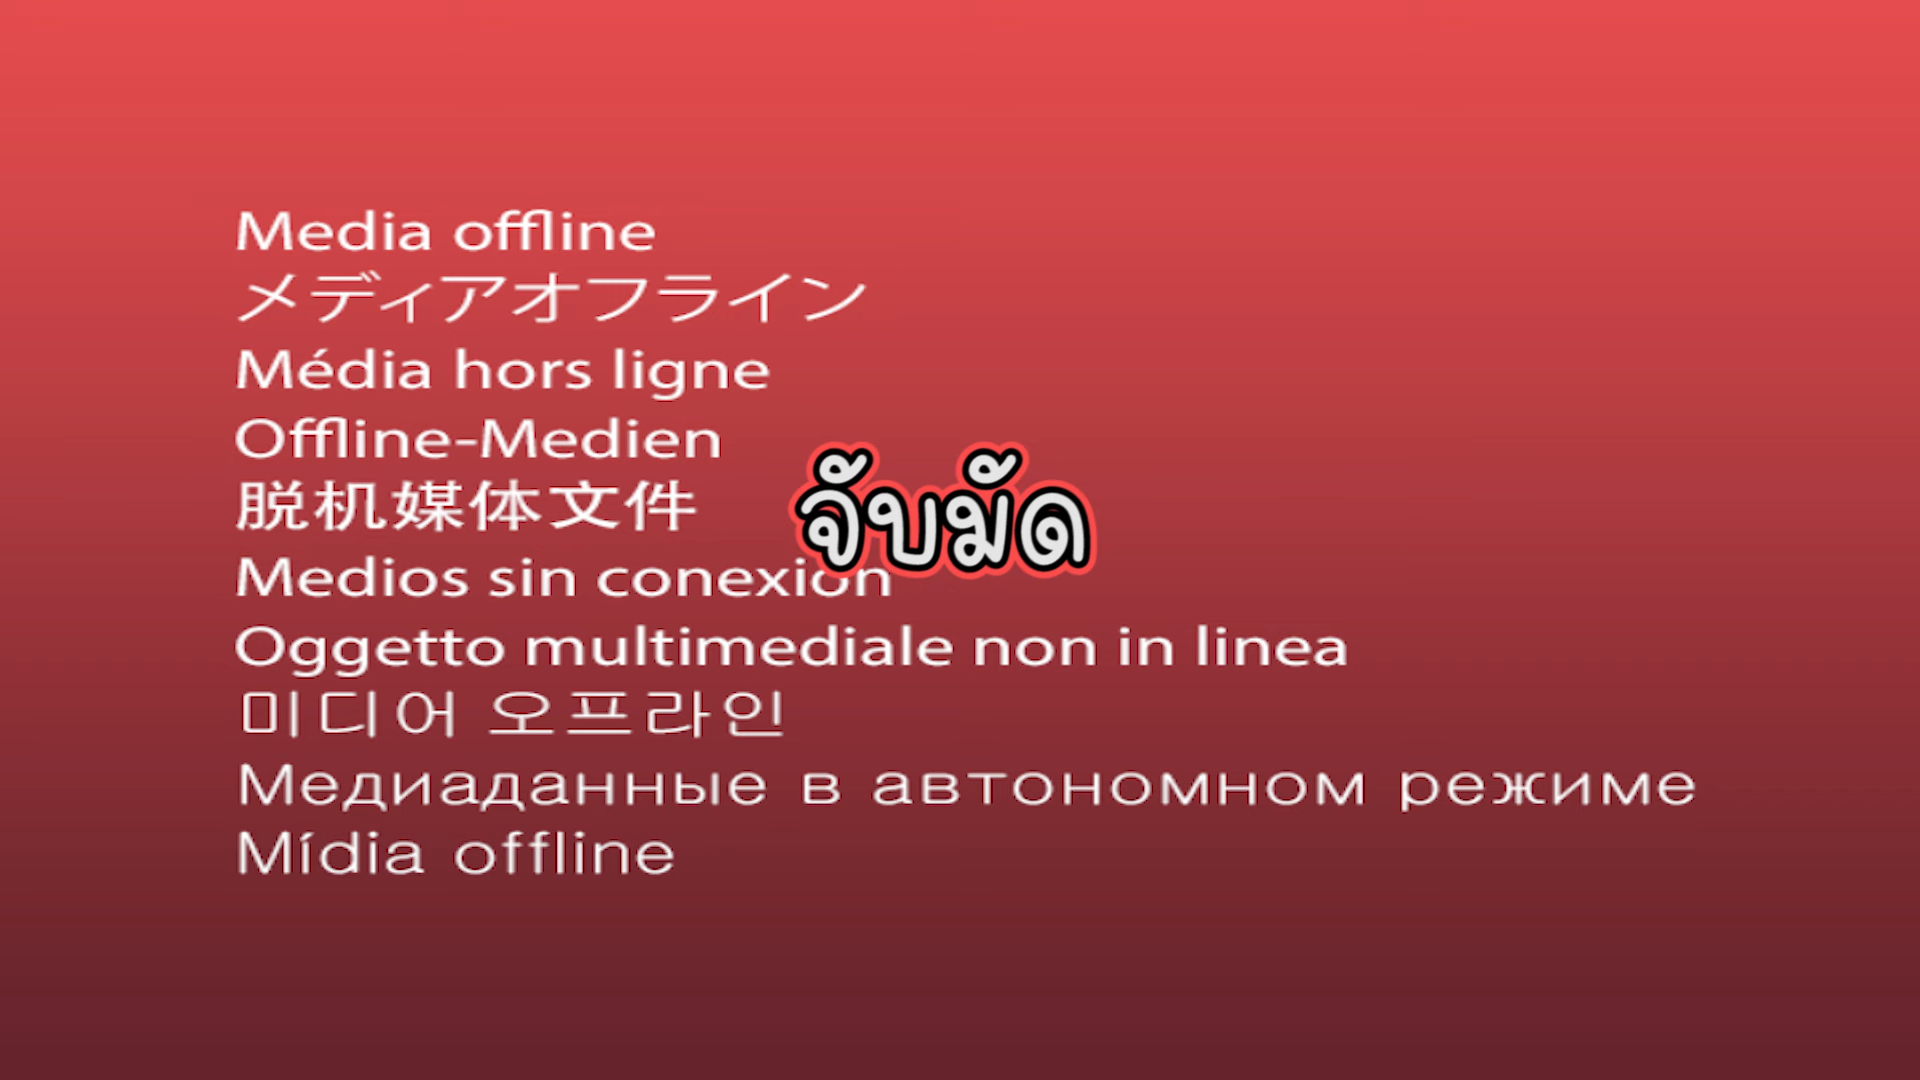 Media offline
メディアオフライン
Média hors ligne
Offline-Medien
脱机媒体文件
จับมัด
Medios sin conexión
Oggetto multimediale non in linea
미디어 오프라인
Медиаданные в автономном режиме
Mídia offline